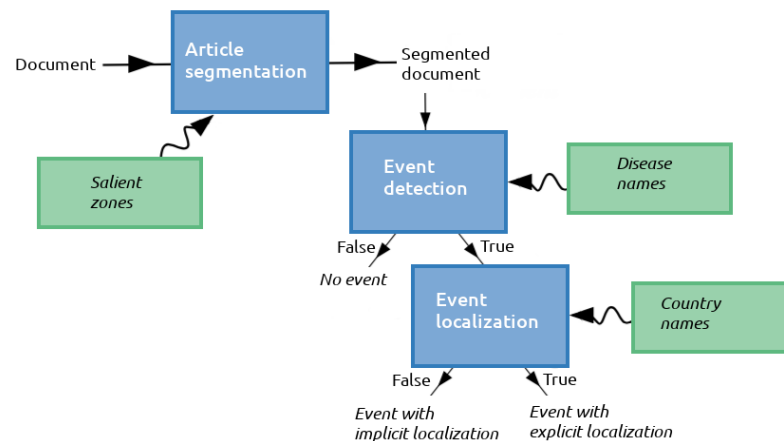 Document
Article
segmentation
Segmented
document
Salient
zones
Event
detection
Disease
names
False
True
No event
Event
localization
Country
names
False
True
Event with
implicit localization
Event with
explicit localization